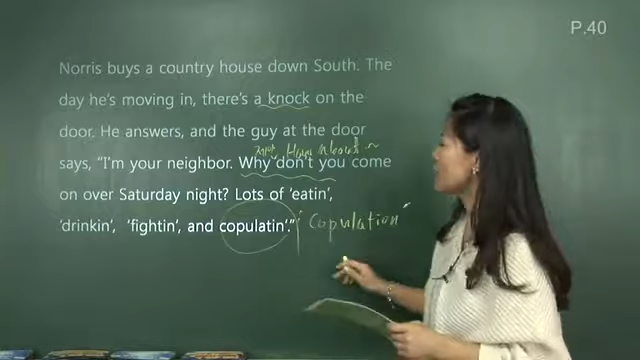 P.40
Norris buys a country house down South. The
day he's moving in, there's a knock on the
door. He answers, and the guy at the door
How about ~
says, "I'm your neighbor. Why don't you come
on over Saturday night? Lots of 'eatin',
'drinkin', 'fightin', and copulatin'."
Copulation